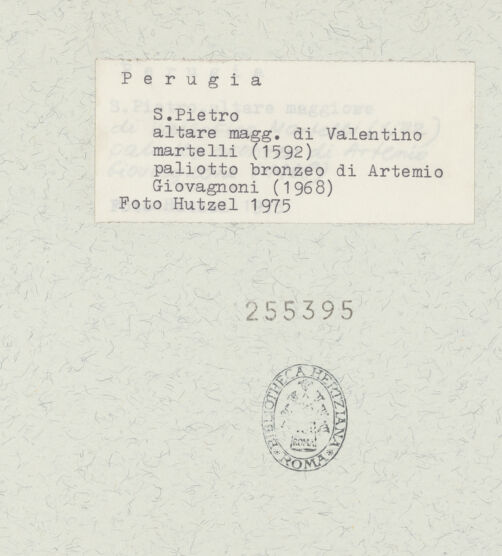 Perugia
S.Pietro
altare magg. di Valentino
martelli (1592)
paliotto bronzeo di Artemio
Giovagnoni (1968)
Foto Hutzel 1975
255395
BIBLIOTHECA HERTZIANA
ROMA
ROMA